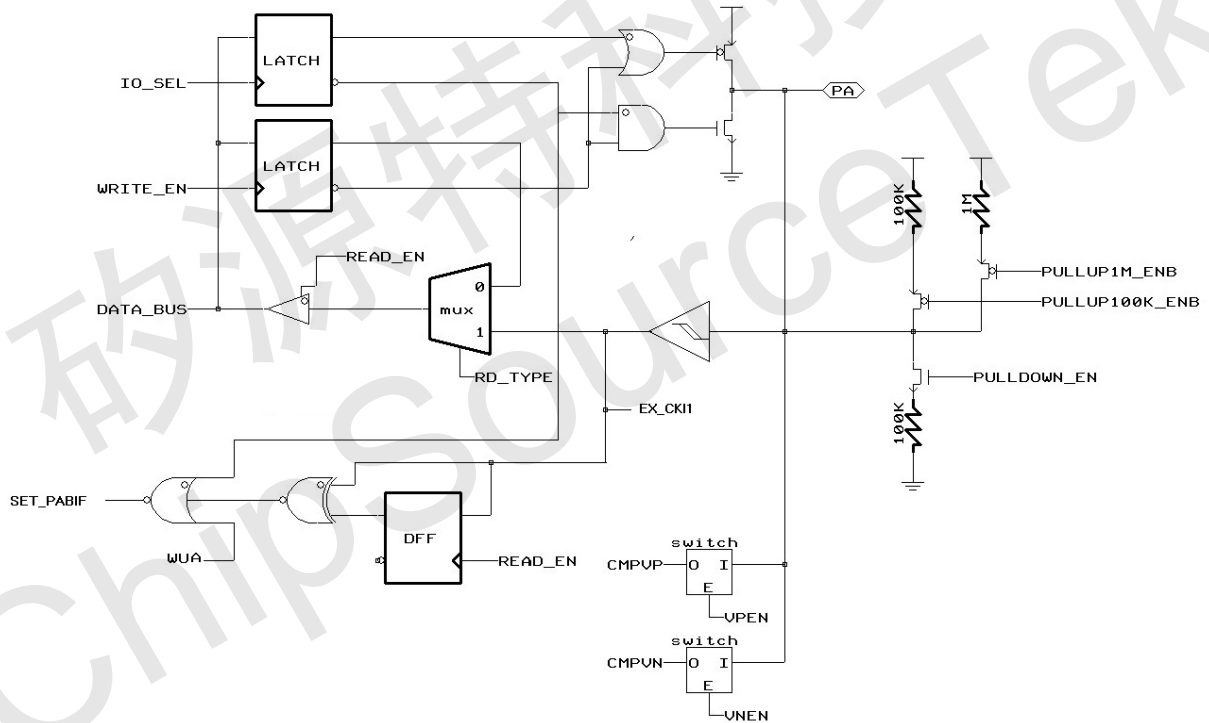 矽源特科技
ChipSourceTek
LATCH
IO_SEL
PA
LATCH
WRITE_EN
100K
1M
READ_EN
PULLUP1M_ENB
0
DATA_BUS
mux
PULLUP100K_ENB
1
RD_TYPE
PULLDOWN_EN
EX_CKI1
100K
SET_PABIF
DFF
WUA
READ_EN
switch
CMPVP
O I
E
VPEN
switch
CMPVN
O I
E
VNEN